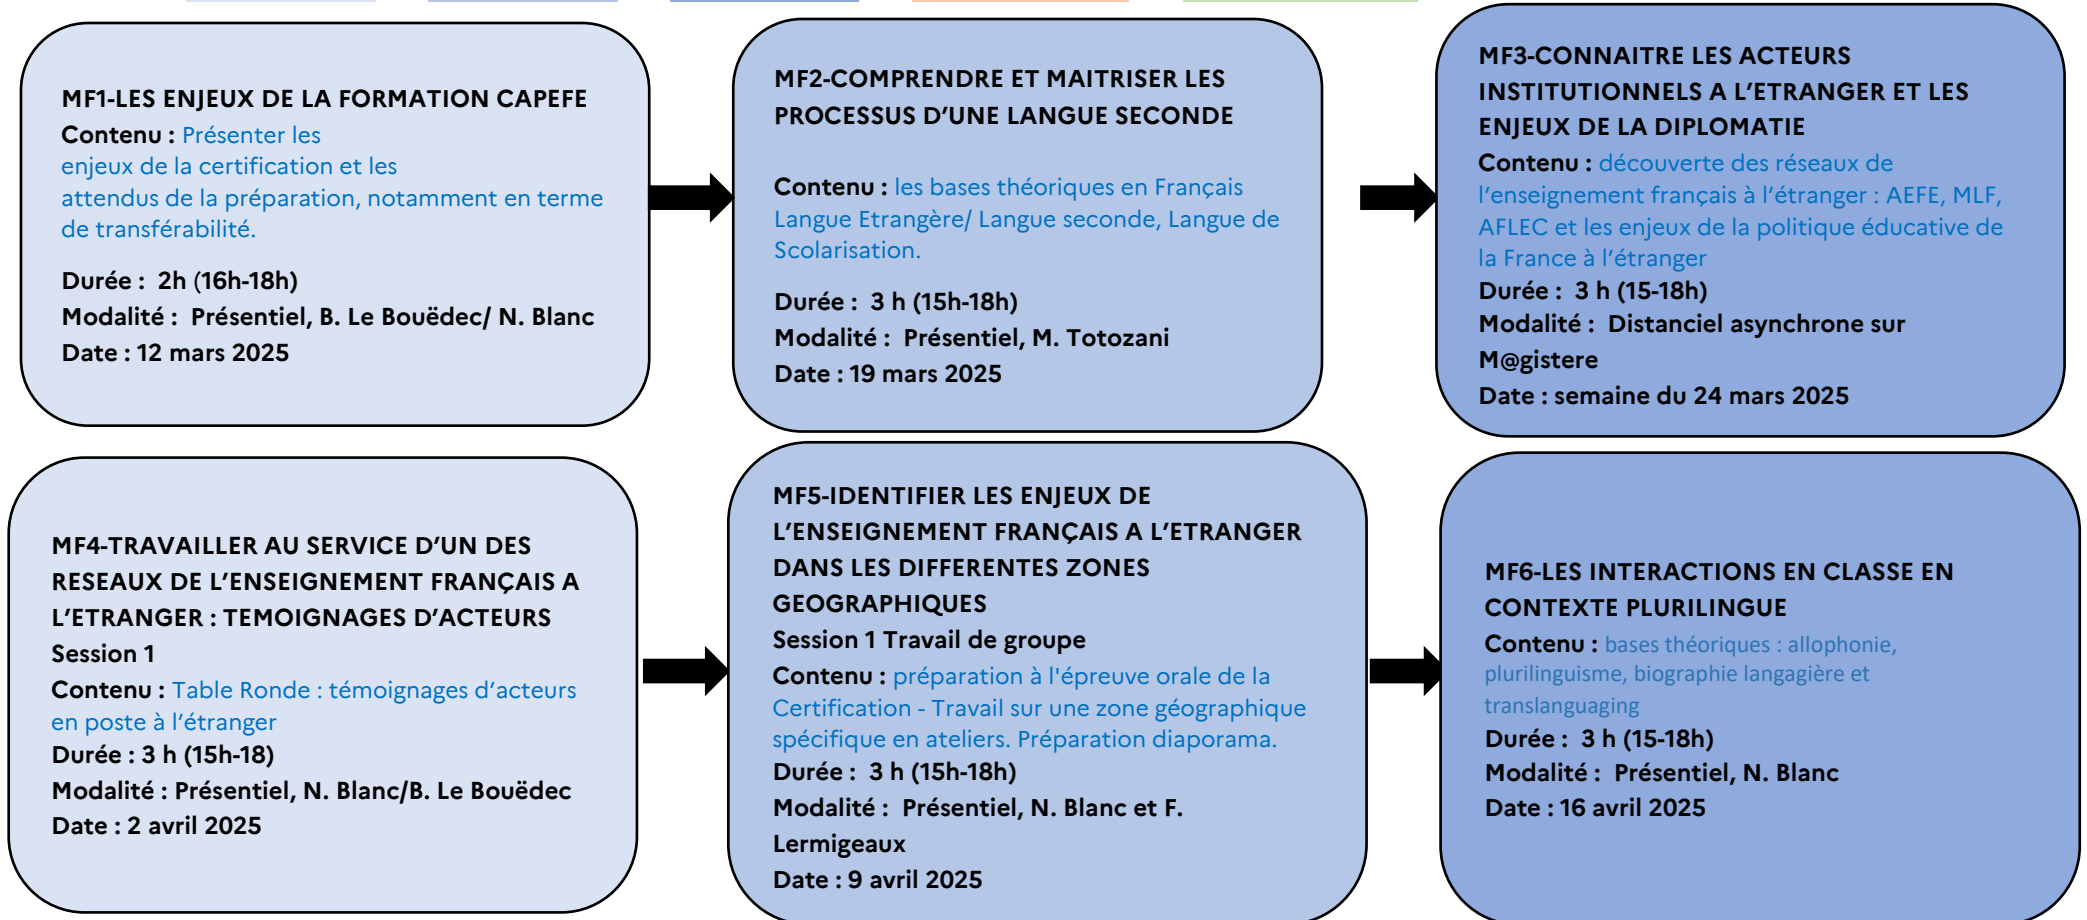 MF1-LES ENJEUX DE LA FORMATION CAPEFE
Contenu : Présenter les
enjeux de la certification et les
attendus de la préparation, notamment en terme
de transférabilité.
Durée : 2h (16h-18h)
Modalité : Présentiel, B. Le Bouëdec/ N. Blanc
Date : 12 mars 2025
MF2-COMPRENDRE ET MAITRISER LES
PROCESSUS D’UNE LANGUE SECONDE
Contenu : les bases théoriques en Français
Langue Etrangère/ Langue seconde, Langue de
Scolarisation.
Durée : 3 h (15h-18h)
Modalité : Présentiel, M. Totozani
Date : 19 mars 2025
MF3-CONNAITRE LES ACTEURS
INSTITUTIONNELS A L’ETRANGER ET LES
ENJEUX DE LA DIPLOMATIE
Contenu : découverte des réseaux de
l’enseignement français à l’étranger : AEFE, MLF,
AFLEC et les enjeux de la politique éducative de
la France à l’étranger
Durée : 3 h (15-18h)
Modalité : Distanciel asynchrone sur
M@gistere
Date : semaine du 24 mars 2025
MF4-TRAVAILLER AU SERVICE D’UN DES
RESEAUX DE L’ENSEIGNEMENT FRANÇAIS A
L’ETRANGER : TEMOIGNAGES D’ACTEURS
Session 1
Contenu : Table Ronde : témoignages d’acteurs
en poste à l’étranger
Durée : 3 h (15h-18)
Modalité : Présentiel, N. Blanc/B. Le Bouëdec
Date : 2 avril 2025
MF5-IDENTIFIER LES ENJEUX DE
L’ENSEIGNEMENT FRANÇAIS A L’ETRANGER
DANS LES DIFFERENTES ZONES
GEOGRAPHIQUES
Session 1 Travail de groupe
Contenu : préparation à l'épreuve orale de la
Certification - Travail sur une zone géographique
spécifique en ateliers. Préparation diaporama.
Durée : 3 h (15h-18h)
Modalité : Présentiel, N. Blanc et F.
Lermigeaux
Date : 9 avril 2025
MF6-LES INTERACTIONS EN CLASSE EN
CONTEXTE PLURILINGUE
Contenu : bases théoriques : allophonie,
plurilinguisme, biographie langagière et
translanguaging
Durée : 3 h (15-18h)
Modalité : Présentiel, N. Blanc
Date : 16 avril 2025